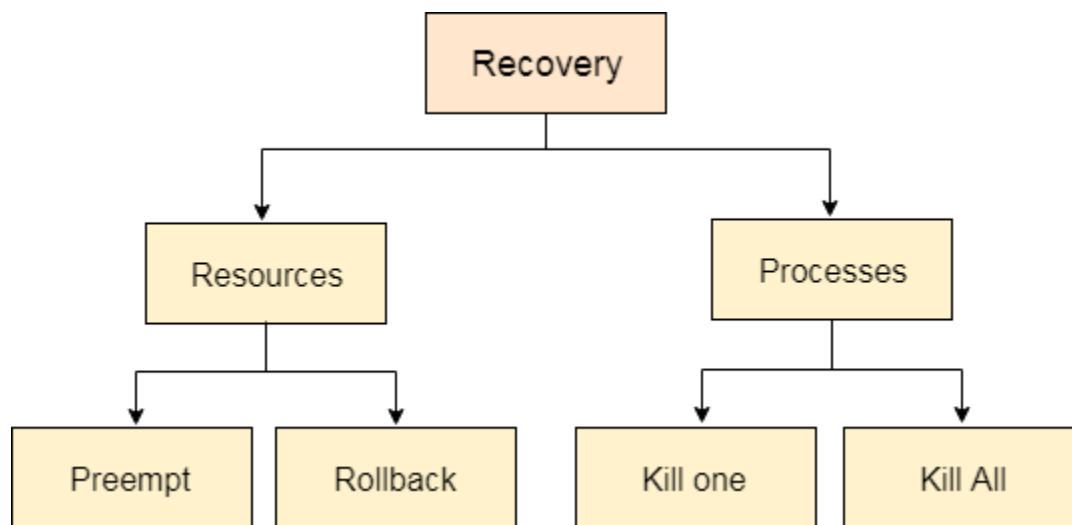 Recovery
Resources
Processes
Preempt
Rollback
Kill one
Kill All